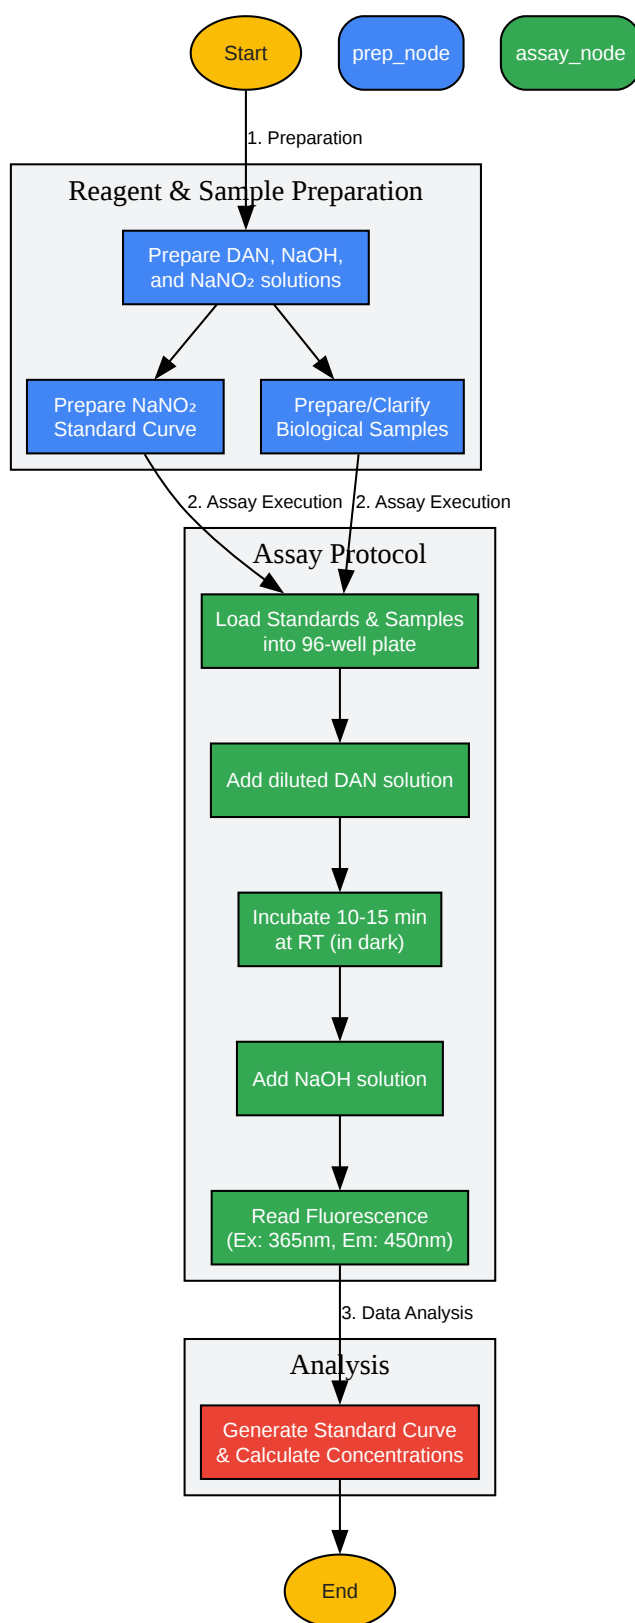 Start
prep_node
assay_node
1. Preparation
Reagent & Sample Preparation
Prepare DAN, NaOH,
and NaNO₂ solutions
Prepare NaNO₂
Standard Curve
Prepare/Clarify
Biological Samples
2. Assay Execution
2. Assay Execution
Assay Protocol
Load Standards & Samples
into 96-well plate
Add diluted DAN solution
Incubate 10-15 min
at RT (in dark)
Add NaOH solution
Read Fluorescence
(Ex: 365nm, Em: 450nm)
3. Data Analysis
Analysis
Generate Standard Curve
& Calculate Concentrations
End